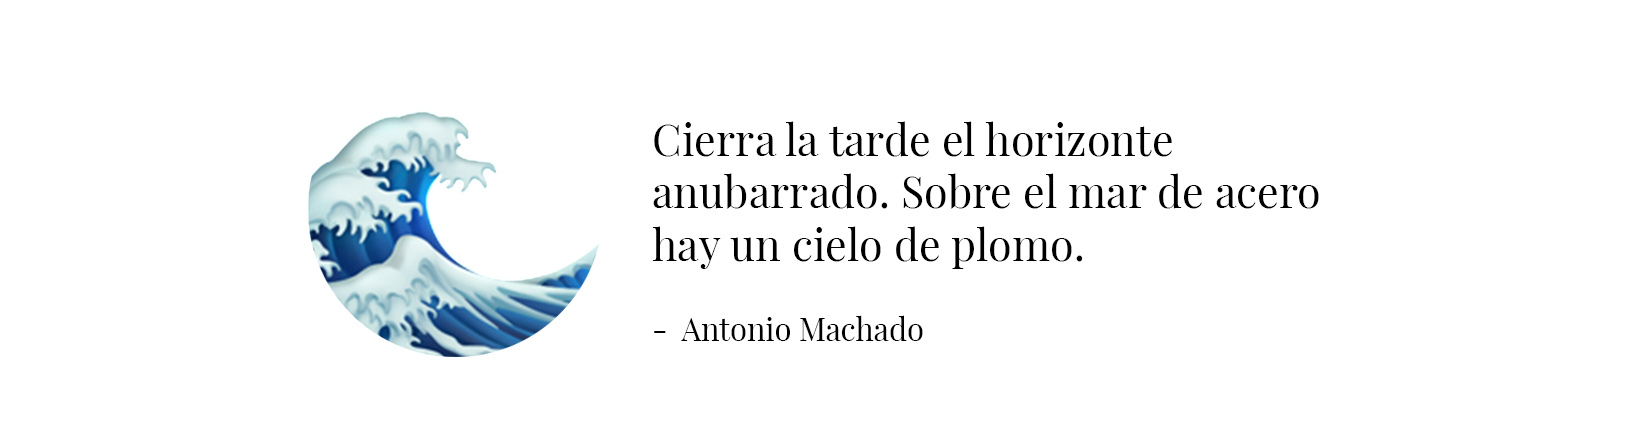 Cierra la tarde el horizonte
anubarrado. Sobre el mar de acero
hay un cielo de plomo.
- Antonio Machado